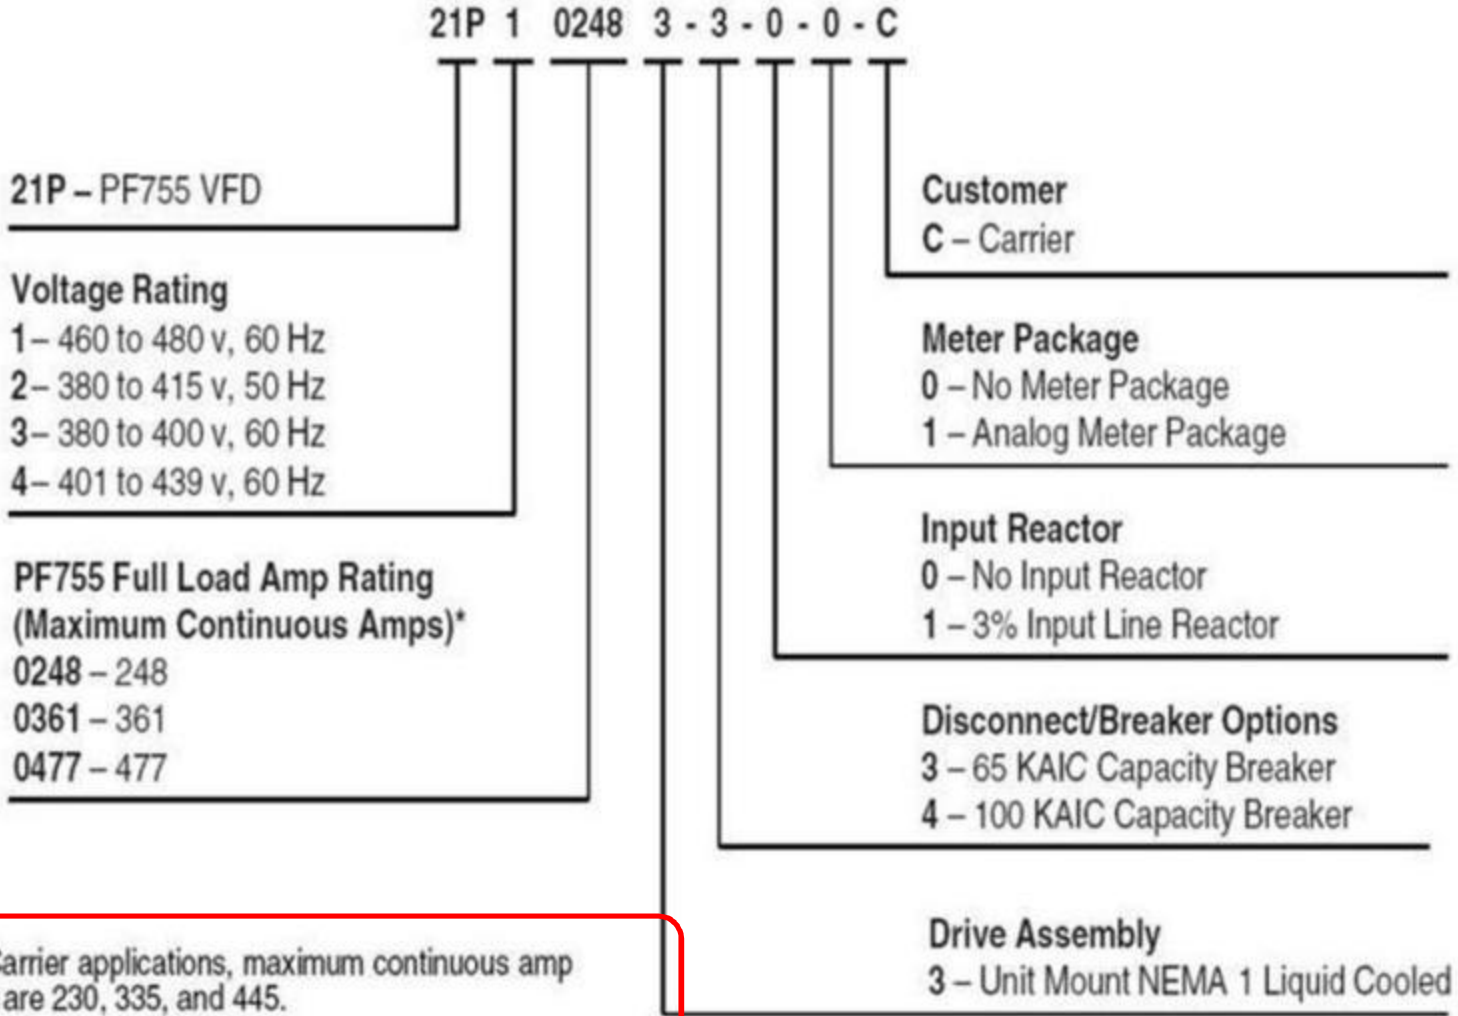 21P 1 0248 3 - 3 - 0 - 0 - C
21P – PF755 VFD
Voltage Rating
1– 460 to 480 v, 60 Hz
2– 380 to 415 v, 50 Hz
3– 380 to 400 v, 60 Hz
4– 401 to 439 v, 60 Hz
PF755 Full Load Amp Rating
(Maximum Continuous Amps)*
0248 – 248
0361 – 361
0477 – 477
arrier applications, maximum continuous amp
are 230, 335, and 445.
Customer
C – Carrier
Meter Package
0 – No Meter Package
1 – Analog Meter Package
Input Reactor
0 – No Input Reactor
1 – 3% Input Line Reactor
Disconnect/Breaker Options
3 – 65 KAIC Capacity Breaker
4 – 100 KAIC Capacity Breaker
Drive Assembly
3 – Unit Mount NEMA 1 Liquid Cooled